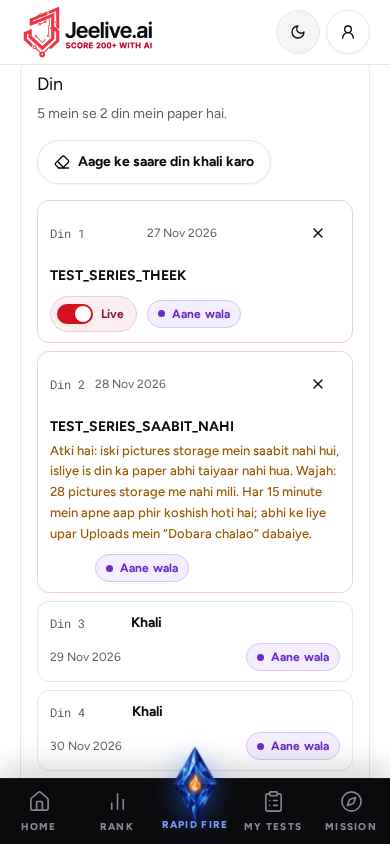 Jeelive.ai
SCORE 200+ WITH AI
Din
5 mein se 2 din mein paper hai.
Aage ke saare din khali karo
Din 1 27 Nov 2026
TEST_SERIES_THEEK
Live Aane wala
Din 2 28 Nov 2026
TEST_SERIES_SAABIT_NAHI
Atki hai: iski pictures storage mein saabit nahi hui,
isliye is din ka paper abhi taiyaar nahi hua. Wajah:
28 pictures storage me nahi mili. Har 15 minute
mein apne aap phir koshish hoti hai; abhi ke liye
upar Uploads mein “Dobara chalao” dabaiye.
Aane wala
Din 3 Khali
29 Nov 2026 Aane wala
Din 4 Khali
30 Nov 2026 Aane wala
HOME RANK RAPID FIRE MY TESTS MISSION